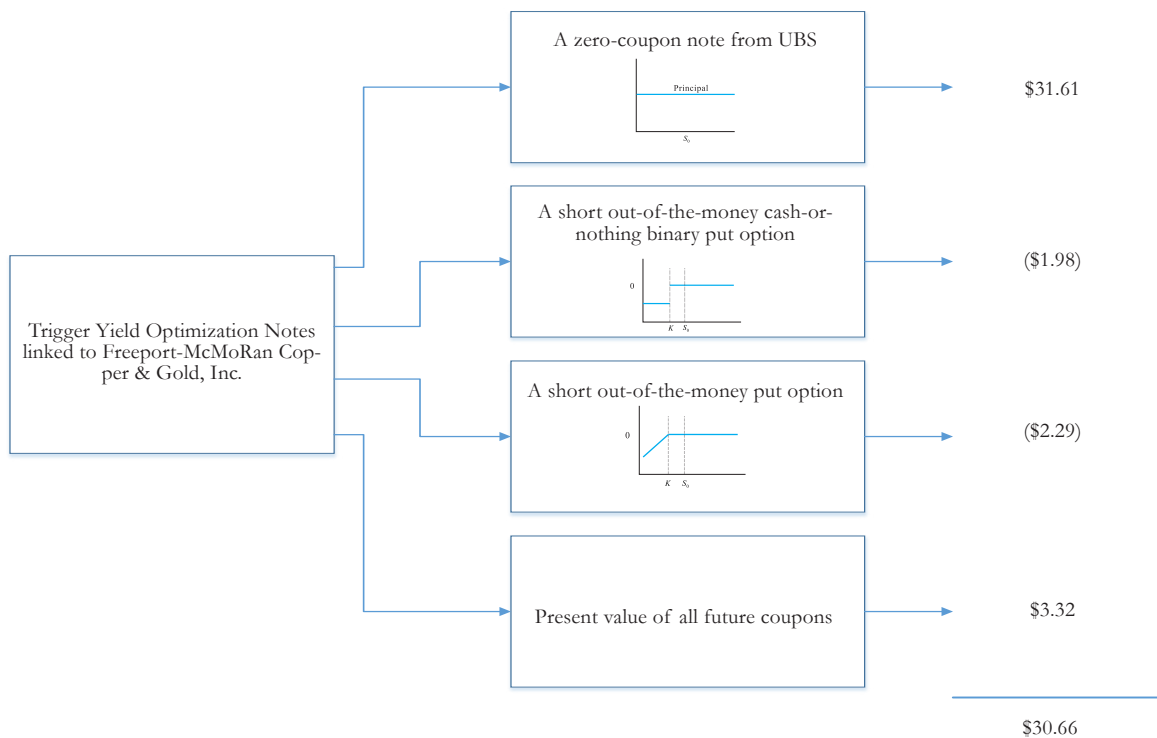 A zero-coupon note from UBS
Principal
S₀
$31.61
A short out-of-the-money cash-or-
nothing binary put option
0
K
S₀
($1.98)
Trigger Yield Optimization Notes
linked to Freeport-McMoRan Cop-
per & Gold, Inc.
A short out-of-the-money put option
0
K
S₀
($2.29)
Present value of all future coupons
$3.32
$30.66